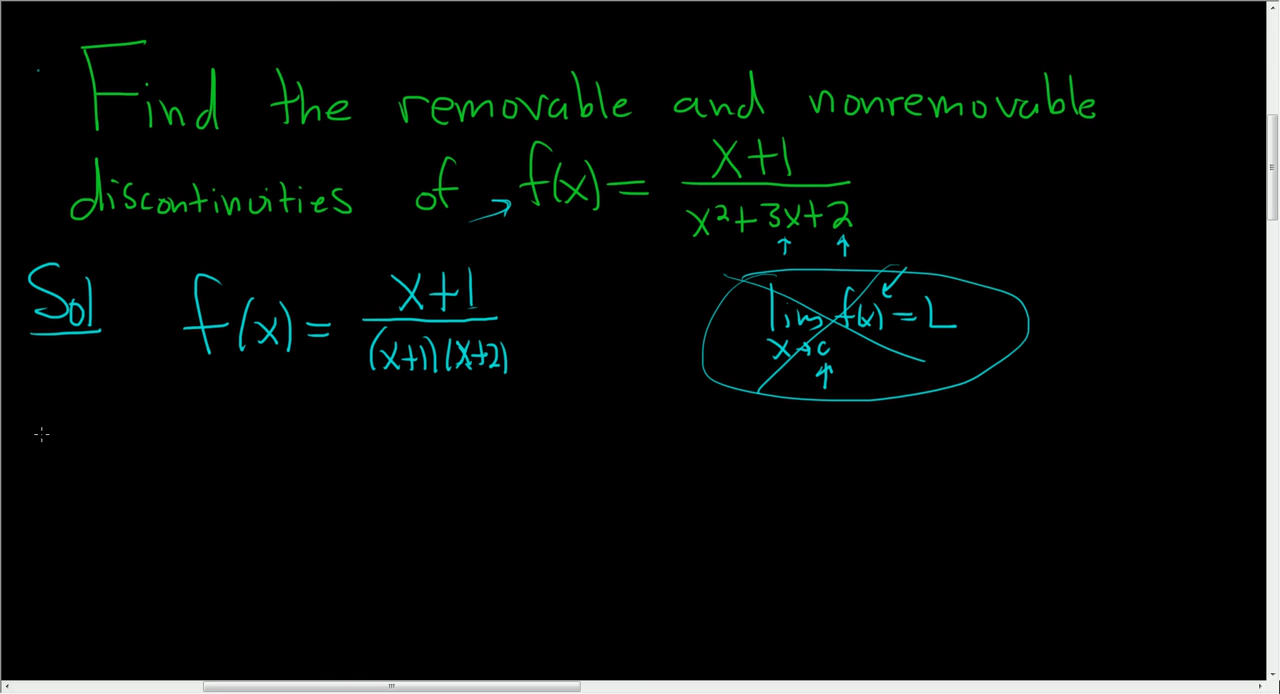 Find the removable and nonremovable
discontinuities of → f(x) = x+1 / x²+3x+2
Sol f(x) = x+1 / (x+1)(x+2)
lim f(x) = L
x→c